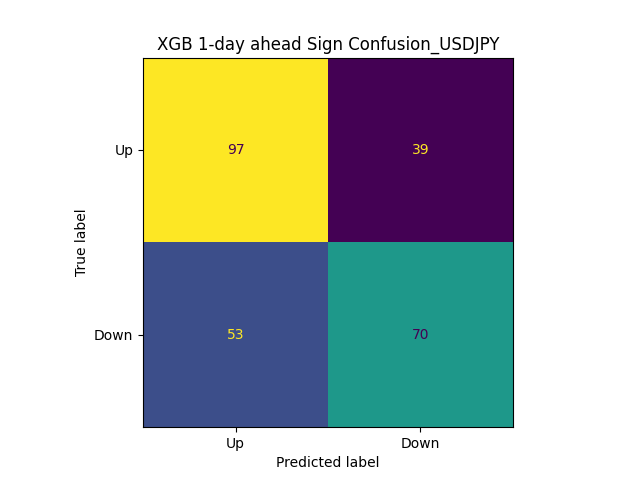 XGB 1-day ahead Sign Confusion_USDJPY
True label
Up
97
39
Down
53
70
Up
Down
Predicted label